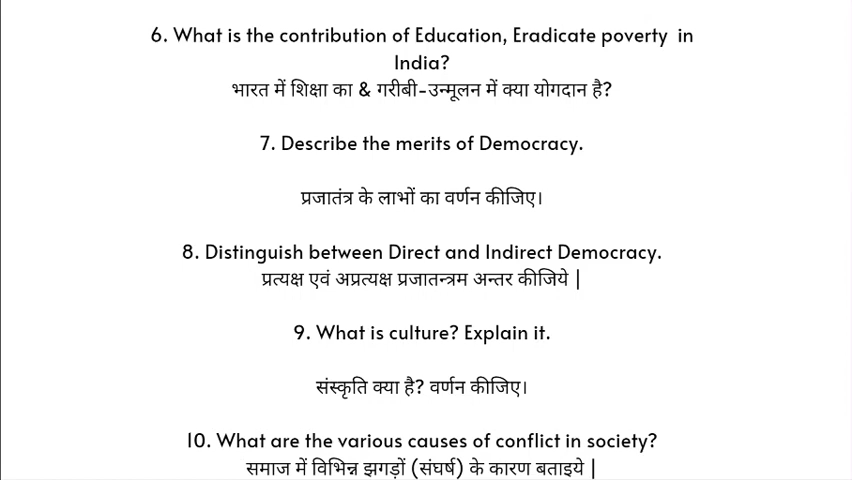 6. What is the contribution of Education, Eradicate poverty in
India?
भारत में शिक्षा का & गरीबी-उन्मूलन में क्या योगदान है?
7. Describe the merits of Democracy.
प्रजातंत्र के लाभों का वर्णन कीजिए।
8. Distinguish between Direct and Indirect Democracy.
प्रत्यक्ष एवं अप्रत्यक्ष प्रजातन्त्रम अन्तर कीजिये |
9. What is culture? Explain it.
संस्कृति क्या है? वर्णन कीजिए।
10. What are the various causes of conflict in society?
समाज में विभिन्न झगड़ों (संघर्ष) के कारण बताइये |